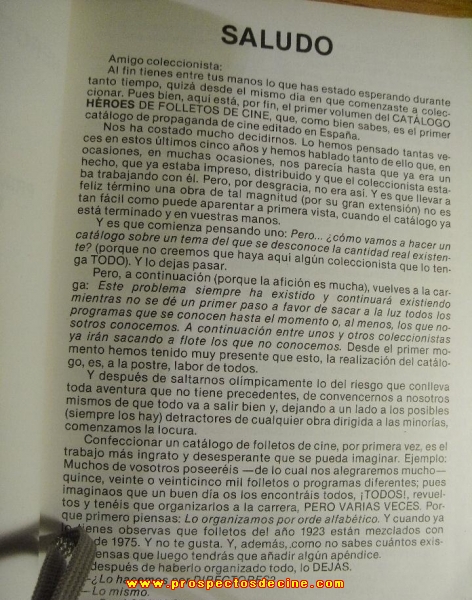 SALUDO
Amigo coleccionista:
Al fin tienes entre tus manos lo que has estado esperando durante
tanto tiempo, quizá desde el mismo día en que comenzaste a colec-
cionar. Pues bien, aquí está, por fin, el primer volumen del CATÁLOGO
HÉROES DE FOLLETOS DE CINE, que, como bien sabes, es el primer
catálogo de propaganda de cine editado en España.
Nos ha costado mucho decidirnos. Lo hemos pensado tantas ve-
ces en estos últimos cinco años y hemos hablado tanto de ello que, en
ocasiones, en muchas ocasiones, nos parecía hasta que ya era un
hecho, que ya estaba impreso, distribuido y que el coleccionista esta-
ba trabajando con él. Pero, por desgracia, no era así. Y es que llevar a
feliz término una obra de tal magnitud (por su gran extensión) no es
tan fácil como puede aparentar a primera vista, cuando el catálogo ya
está terminado y en vuestras manos.
Y es que comienza pensando uno: Pero... ¿cómo vamos a hacer un
catálogo sobre un tema del que se desconoce la cantidad real existen-
te? (porque no creemos que haya aquí algún coleccionista que lo ten-
ga TODO). Y lo dejas pasar.
Pero, a continuación (porque la afición es mucha), vuelves a la car-
ga: Este problema siempre ha existido y continuará existiendo
mientras no se dé un primer paso a favor de sacar a la luz todos los
programas que se conocen hasta el momento o, al menos, los que no-
sotros conocemos. A continuación entre unos y otros coleccionistas
ya irán sacando a flote los que no conocemos. Desde el primer mo-
mento hemos tenido muy presente que esto, la realización del catálo-
go, es, a la postre, labor de todos.
Y después de saltarnos olímpicamente lo del riesgo que conlleva
toda aventura que no tiene precedentes, de convencernos a nosotros
mismos de que todo va a salir bien y, dejando a un lado a los posibles
(siempre los hay) detractores de cualquier obra dirigida a las minorías,
comenzamos la locura.
Confeccionar un catálogo de folletos de cine, por primera vez, es el
trabajo más ingrato y desesperante que se pueda imaginar. Ejemplo:
Muchos de vosotros poseeréis —de lo cual nos alegraremos mucho—
quince, veinte o veinticinco mil folletos o programas diferentes; pues
imaginaos que un buen día os los encontráis todos, ¡TODOS!, revuel-
tos y tenéis que organizarlos a la carrera, PERO VARIAS VECES. Por-
que primero piensas: Lo organizamos por orde alfabético. Y cuando ya
lo tienes observas que folletos del año 1923 están mezclados con
de 1975. Y no te gusta. Y, además, como no sabes cuántos exis-
piensas que luego tendrás que añadir algún apéndice.
después de haberlo organizado todo, lo DEJAS.
—¿Lo hacemos por DIRECTORES?
— Lo mismo.
www.prospectosdecine.com